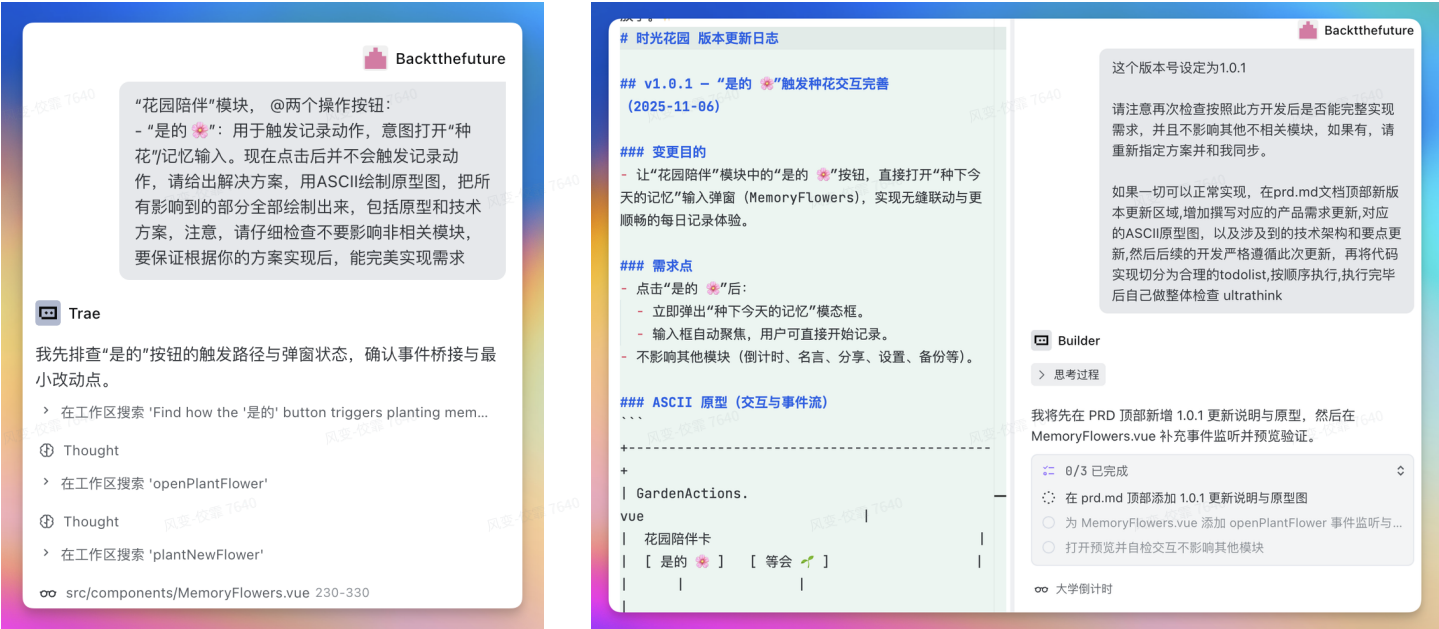 Backtthefuture
“花园陪伴”模块， @两个操作按钮：
- “是的 🌸”：用于触发记录动作，意图打开“种
花”/记忆输入。现在点击后并不会触发记录动
作，请给出解决方案，用ASCII绘制原型图，把所
有影响到的部分全部绘制出来，包括原型和技术
方案，注意，请仔细检查不要影响非相关模块，
要保证根据你的方案实现后，能完美实现需求
Trae
我先排查“是的”按钮的触发路径与弹窗状态，确认事件桥接与最
小改动点。
> 在工作区搜索 'Find how the '是的' button triggers planting mem...
Thought
> 在工作区搜索 'openPlantFlower'
Thought
> 在工作区搜索 'plantNewFlower'
src/components/MemoryFlowers.vue 230-330
# 时光花园 版本更新日志
## v1.0.1 — “是的 🌸”触发种花交互完善
（2025-11-06）
### 变更目的
- 让“花园陪伴”模块中的“是的 🌸”按钮，直接打开“种下今
天的记忆”输入弹窗（MemoryFlowers），实现无缝联动与更
顺畅的每日记录体验。
### 需求点
- 点击“是的 🌸”后：
- 立即弹出“种下今天的记忆”模态框。
- 输入框自动聚焦，用户可直接开始记录。
- 不影响其他模块（倒计时、名言、分享、设置、备份等）。
### ASCII 原型（交互与事件流）
```
+-----------------------------------------------
+
| GardenActions.
vue |
| 花园陪伴卡 |
| [ 是的 🌸 ] [ 等会 🌱 ] |
| | |
|
Backtthefuture
这个版本号设定为1.0.1
请注意再次检查按照此方开发后是否能完整实现
需求，并且不影响其他不相关模块，如果有，请
重新指定方案并和我同步。
如果一切可以正常实现，在prd.md文档顶部新版
本更新区域,增加撰写对应的产品需求更新,对应
的ASCII原型图，以及涉及到的技术架构和要点更
新,然后后续的开发严格遵循此次更新，再将代码
实现切分为合理的todolist,按顺序执行,执行完毕
后自己做整体检查 ultrathink
Builder
> 思考过程
我将先在 PRD 顶部新增 1.0.1 更新说明与原型，然后在
MemoryFlowers.vue 补充事件监听并预览验证。
0/3 已完成
在 prd.md 顶部添加 1.0.1 更新说明与原型图
为 MemoryFlowers.vue 添加 openPlantFlower 事件监听与...
打开预览并自检交互不影响其他模块
大学倒计时